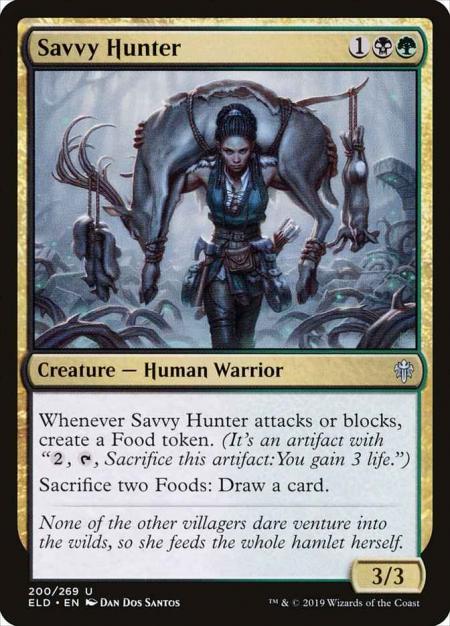 Savvy Hunter 1
Creature — Human Warrior
Whenever Savvy Hunter attacks or blocks,
create a Food token. (It's an artifact with
“2, , Sacrifice this artifact:You gain 3 life.”)
Sacrifice two Foods: Draw a card.
None of the other villagers dare venture into
the wilds, so she feeds the whole hamlet herself.
3/3
200/269 U
ELD • EN Dan Dos Santos ™ & © 2019 Wizards of the Coast